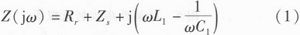 Z(jω) = R_r + Z_s + j(ωL_1 − 1/(ωC_1))  (1)